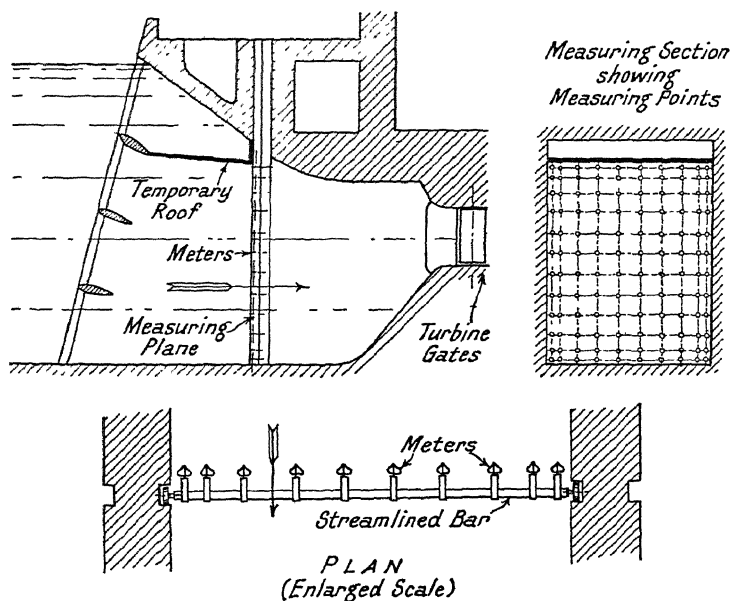 Measuring Section
showing
Measuring Points
Temporary
Roof
Meters
Measuring
Plane
Turbine
Gates
Meters
Streamlined Bar
PLAN
(Enlarged Scale)